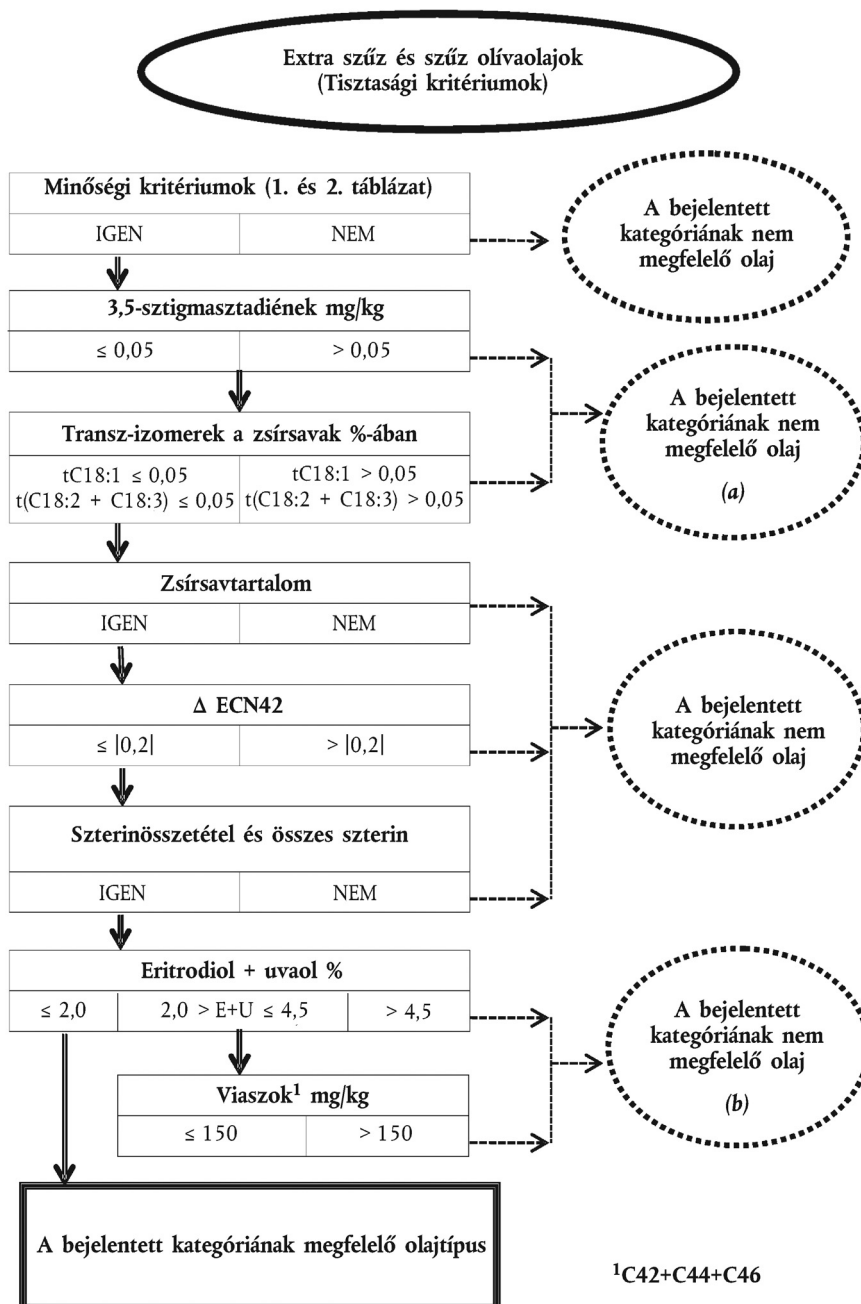 Extra szűz és szűz olívaolajok
(Tisztasági kritériumok)
Minőségi kritériumok (1. és 2. táblázat)
IGEN NEM
A bejelentett
kategóriának nem
megfelelő olaj
3,5-sztigmasztadiének mg/kg
≤ 0,05 > 0,05
Transz-izomerek a zsírsavak %-ában
tC18:1 ≤ 0,05 tC18:1 > 0,05
t(C18:2 + C18:3) ≤ 0,05 t(C18:2 + C18:3) > 0,05
A bejelentett
kategóriának nem
megfelelő olaj
(a)
Zsírsavtartalom
IGEN NEM
Δ ECN42
≤ |0,2| > |0,2|
Szterinösszetétel és összes szterin
IGEN NEM
A bejelentett
kategóriának nem
megfelelő olaj
Eritrodiol + uvaol %
≤ 2,0 2,0 > E+U ≤ 4,5 > 4,5
Viaszok¹ mg/kg
≤ 150 > 150
A bejelentett
kategóriának nem
megfelelő olaj
(b)
A bejelentett kategóriának megfelelő olajtípus
¹C42+C44+C46